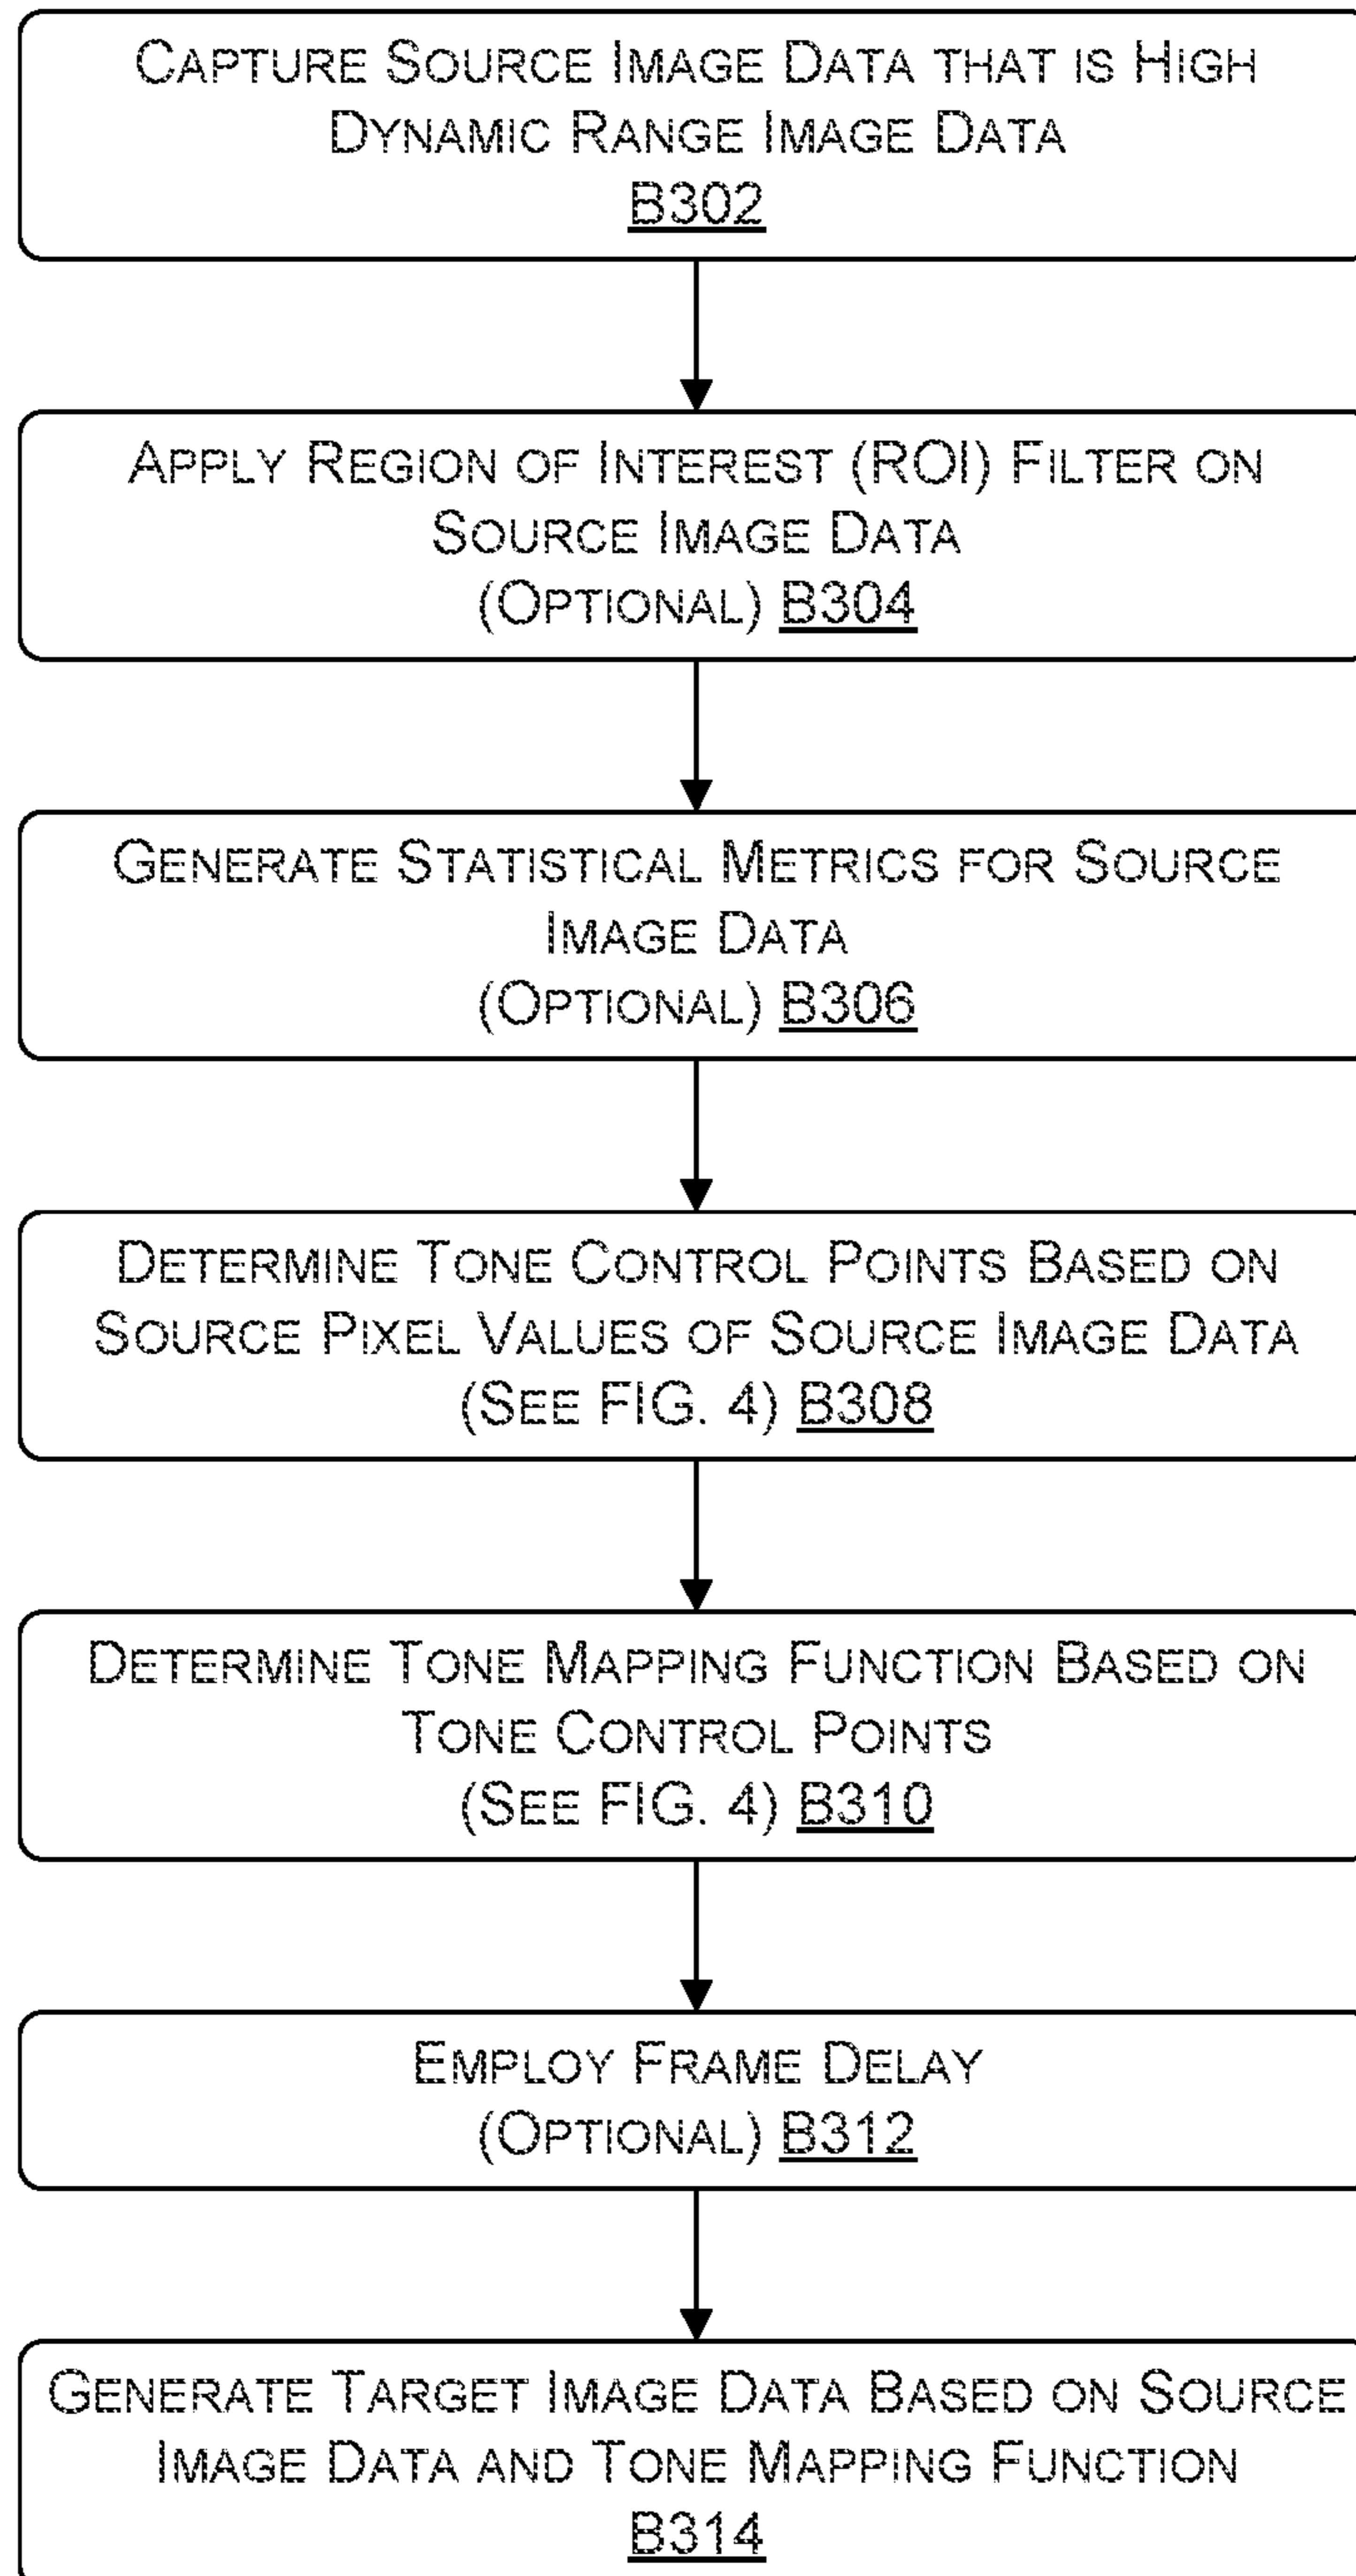 CAPTURE SOURCE IMAGE DATA THAT IS HIGH
DYNAMIC RANGE IMAGE DATA
B302
APPLY REGION OF INTEREST (ROI) FILTER ON
SOURCE IMAGE DATA
(OPTIONAL) B304
GENERATE STATISTICAL METRICS FOR SOURCE
IMAGE DATA
(OPTIONAL) B306
DETERMINE TONE CONTROL POINTS BASED ON
SOURCE PIXEL VALUES OF SOURCE IMAGE DATA
(SEE FIG. 4) B308
DETERMINE TONE MAPPING FUNCTION BASED ON
TONE CONTROL POINTS
(SEE FIG. 4) B310
EMPLOY FRAME DELAY
(OPTIONAL) B312
GENERATE TARGET IMAGE DATA BASED ON SOURCE
IMAGE DATA AND TONE MAPPING FUNCTION
B314